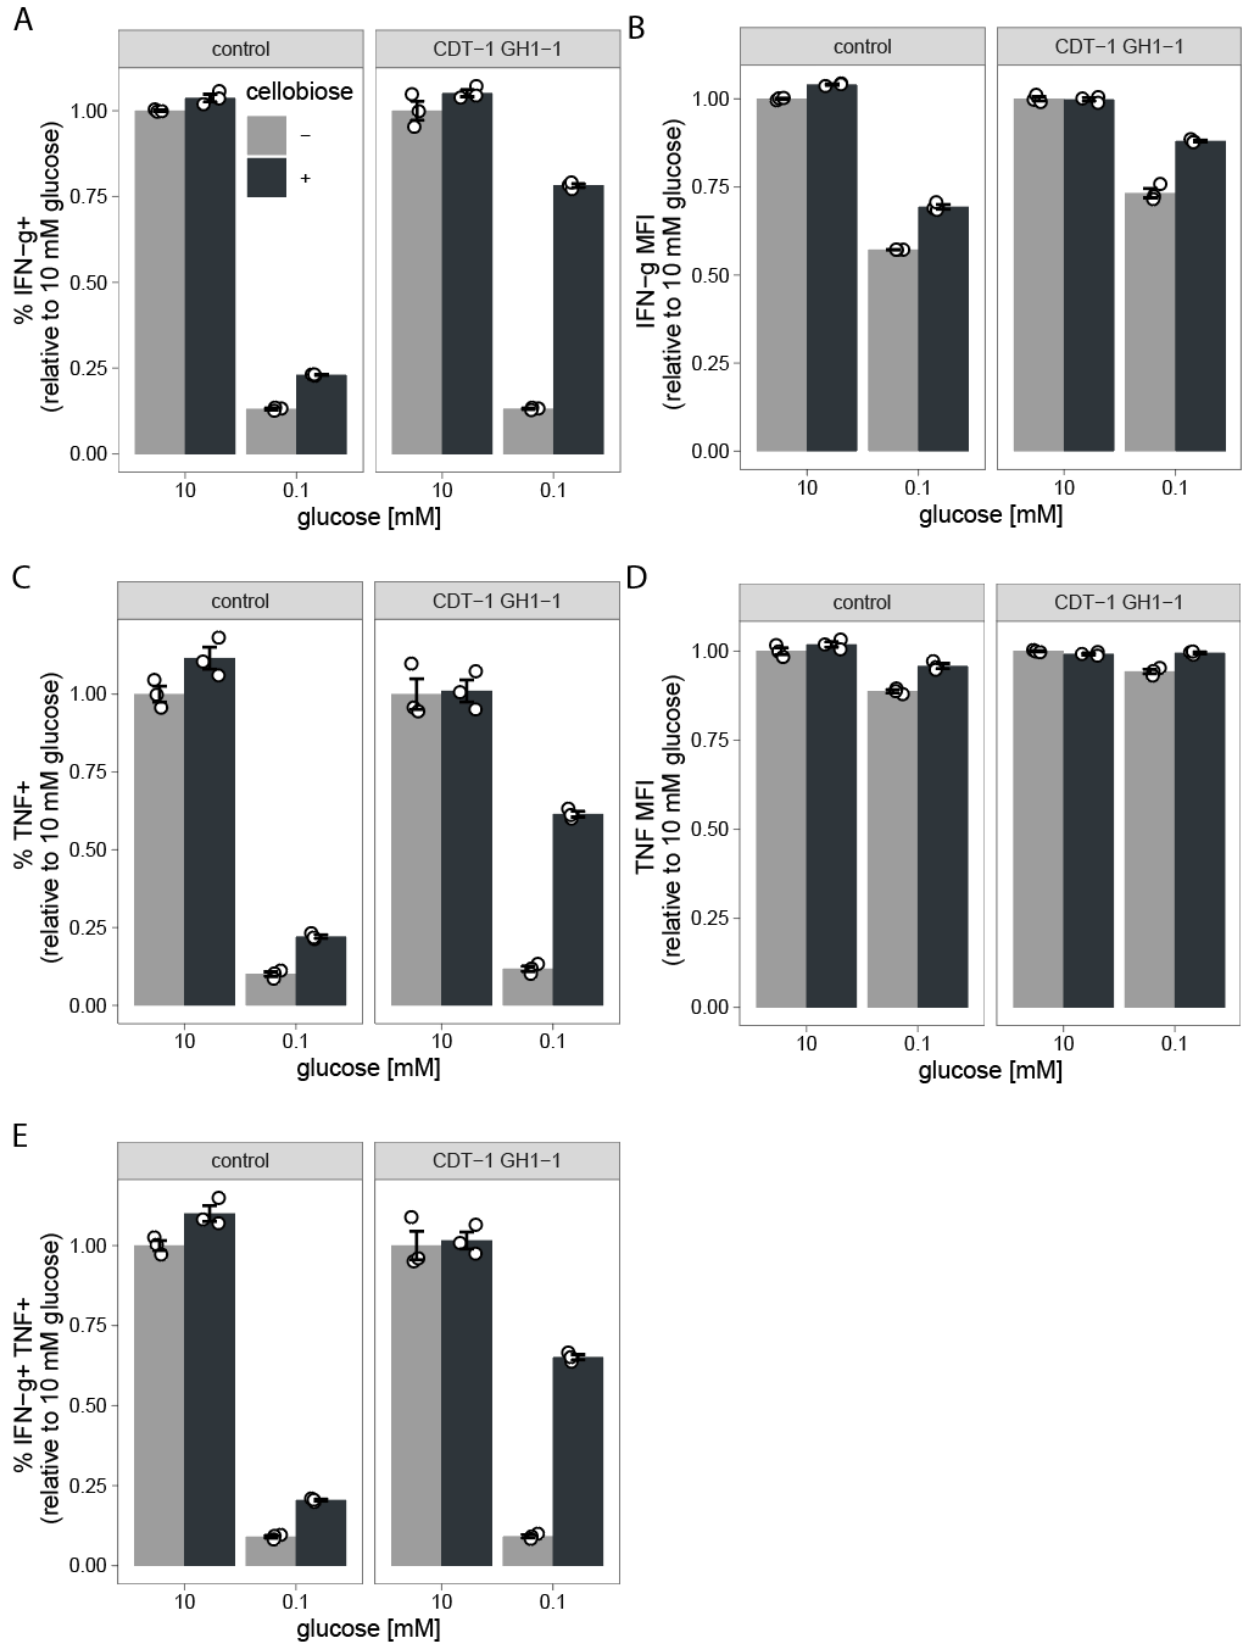 A
control
CDT−1 GH1−1
cellobiose
−
+
% IFN−g+
(relative to 10 mM glucose)
1.00
0.75
0.50
0.25
0.00
10
0.1
10
0.1
glucose [mM]
B
control
CDT−1 GH1−1
IFN−g MFI
(relative to 10 mM glucose)
1.00
0.75
0.50
0.25
0.00
10
0.1
10
0.1
glucose [mM]
C
control
CDT−1 GH1−1
% TNF+
(relative to 10 mM glucose)
1.00
0.75
0.50
0.25
0.00
10
0.1
10
0.1
glucose [mM]
D
control
CDT−1 GH1−1
TNF MFI
(relative to 10 mM glucose)
1.00
0.75
0.50
0.25
0.00
10
0.1
10
0.1
glucose [mM]
E
control
CDT−1 GH1−1
% IFN−g+ TNF+
(relative to 10 mM glucose)
1.00
0.75
0.50
0.25
0.00
10
0.1
10
0.1
glucose [mM]